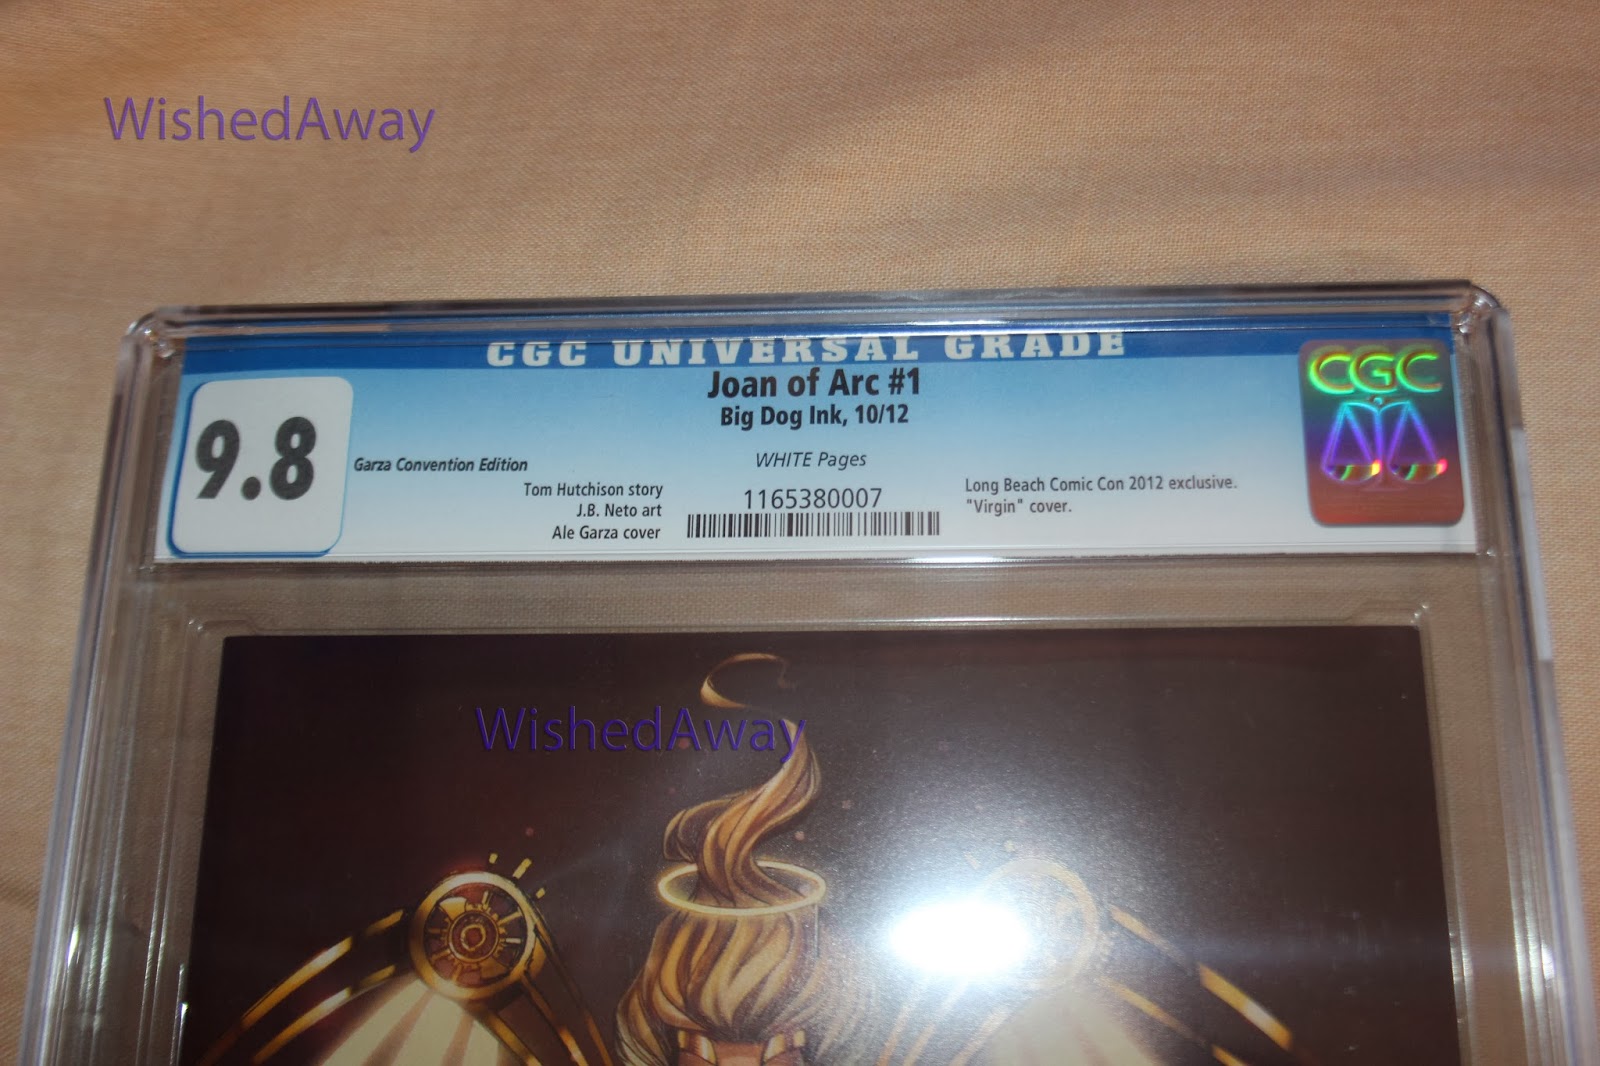 WishedAway
CGC UNIVERSAL GRADE
Joan of Arc #1
Big Dog Ink, 10/12
9.8
Garza Convention Edition
WHITE Pages
Tom Hutchison story
J.B. Neto art
Ale Garza cover
1165380007
Long Beach Comic Con 2012 exclusive.
"Virgin" cover.
CGC
WishedAway